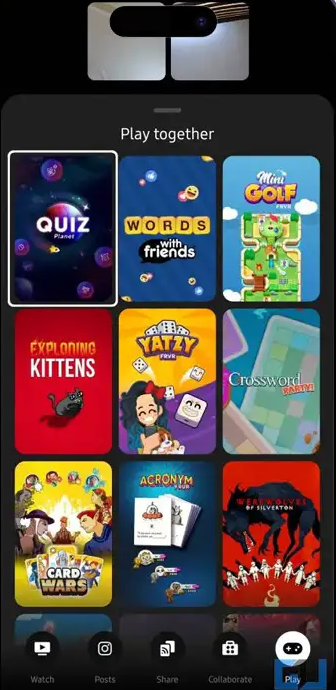 Play together
QUIZ
Planet
WORDS
with
friends
Mini
GOLF
FRVR
EXPLODING
KITTENS
YATZY
FRVR
Crossword
PARTY!
CARD
WARS
ACRONYM
FRVR
WEREWOLVES
OF SILVERTON
Watch
Posts
Share
Collaborate
Play